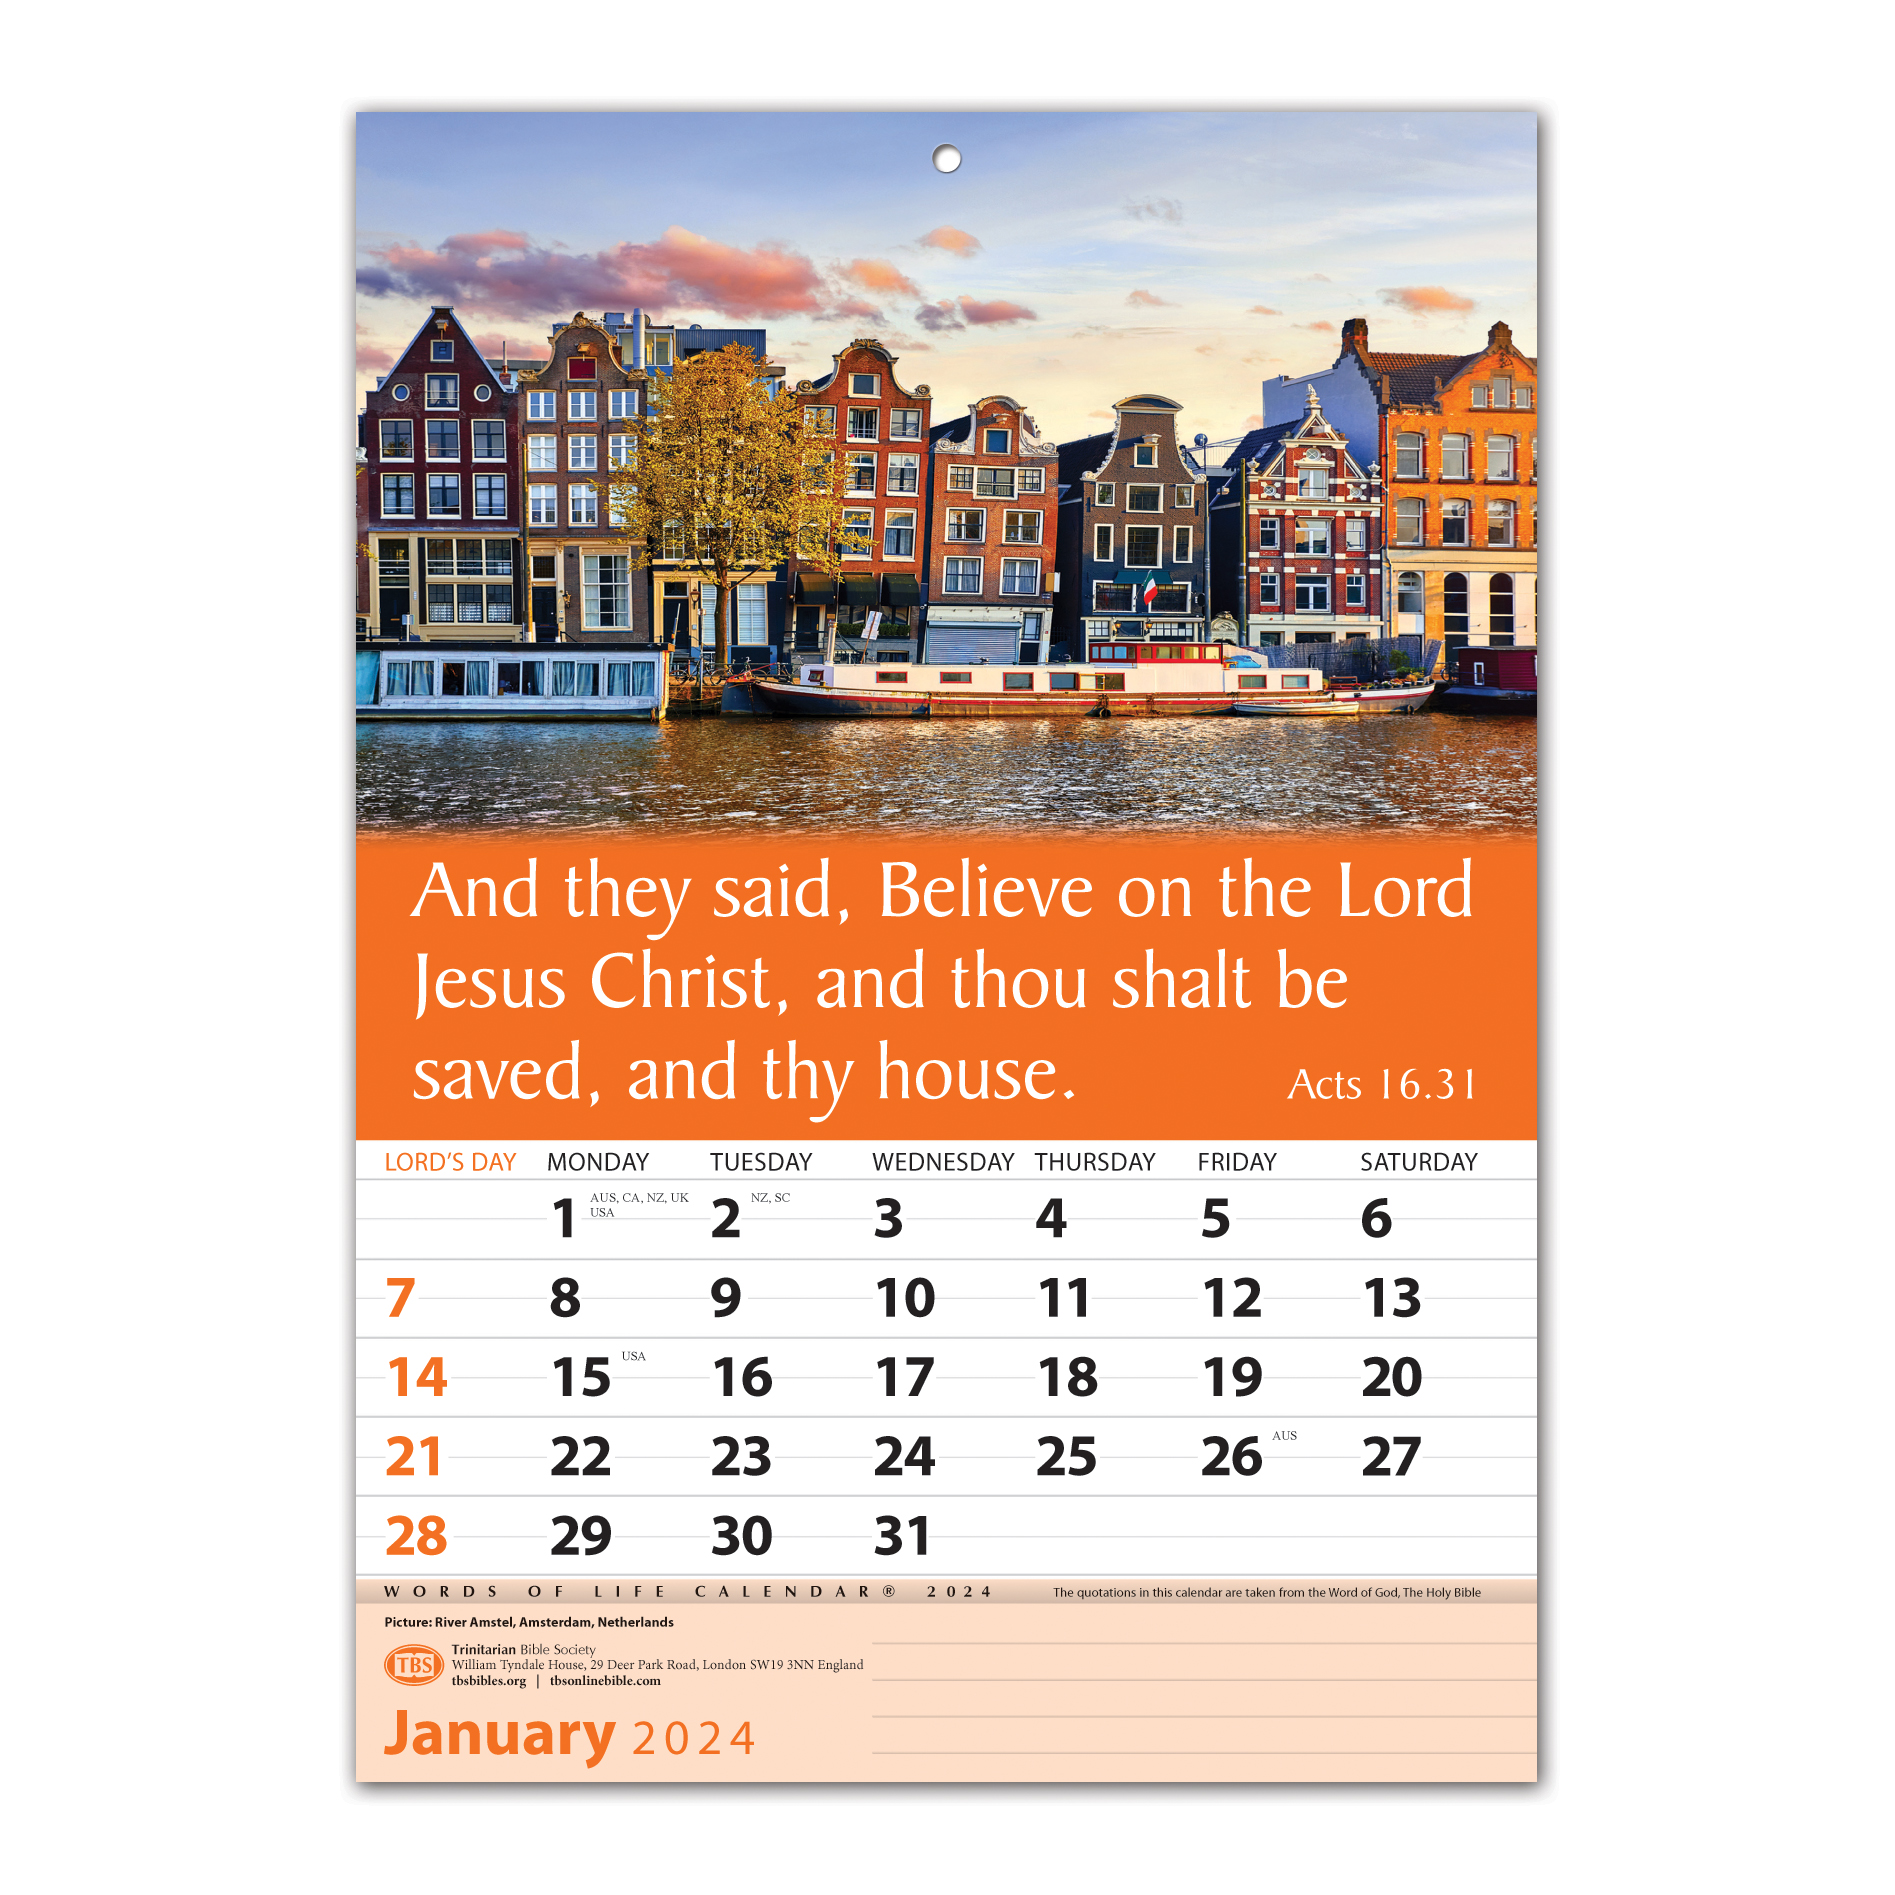 And they said, Believe on the Lord
Jesus Christ, and thou shalt be
saved, and thy house.
Acts 16.31
LORD'S DAY MONDAY TUESDAY WEDNESDAY THURSDAY FRIDAY SATURDAY
1 AUS, CA, NZ, UK USA 2 NZ, SC 3 4 5 6
7 8 9 10 11 12 13
14 15 USA 16 17 18 19 20
21 22 23 24 25 26 AUS 27
28 29 30 31
WORDS OF LIFE CALENDAR® 2024 The quotations in this calendar are taken from the Word of God, The Holy Bible
Picture: River Amstel, Amsterdam, Netherlands
TBS
Trinitarian Bible Society
William Tyndale House, 29 Deer Park Road, London SW19 3NN England
tbsbibles.org | tbsonlinebible.com
January 2024